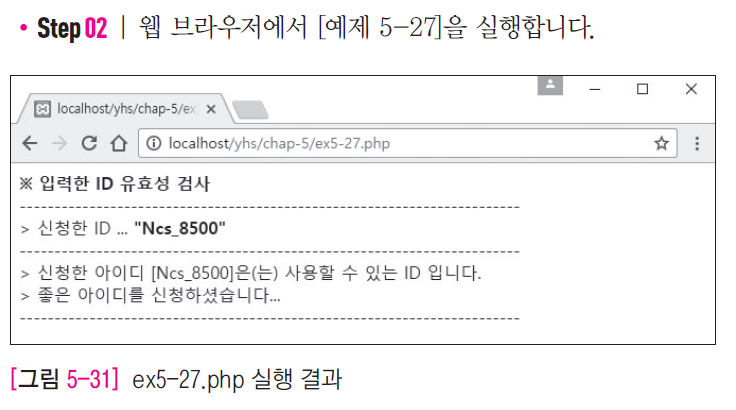 • Step 02 | 웹 브라우저에서 [예제 5-27]을 실행합니다.
localhost/yhs/chap-5/ex
localhost/yhs/chap-5/ex5-27.php
※ 입력한 ID 유효성 검사
--------------------------------------------------------------
> 신청한 ID ... "Ncs_8500"
--------------------------------------------------------------
> 신청한 아이디 [Ncs_8500]은(는) 사용할 수 있는 ID 입니다.
> 좋은 아이디를 신청하셨습니다...
--------------------------------------------------------------
[그림 5-31] ex5-27.php 실행 결과